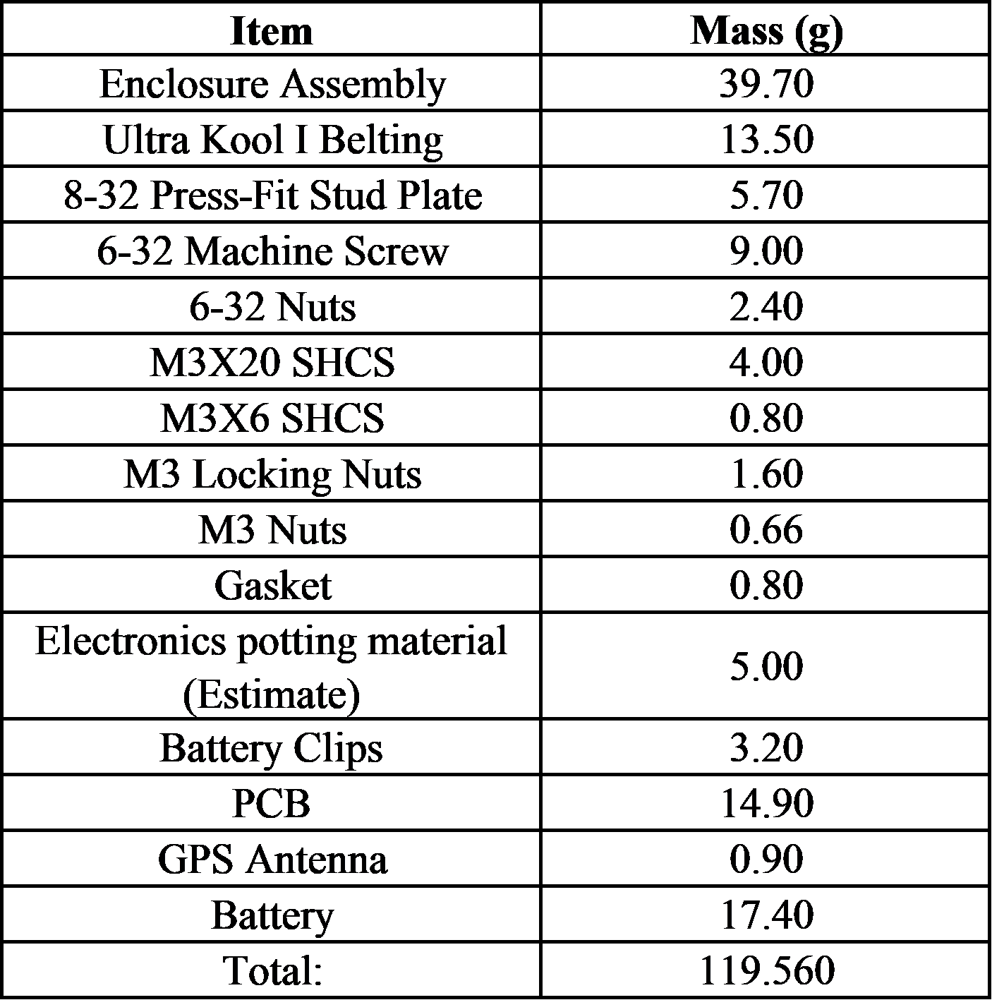 Item Mass (g)
Enclosure Assembly 39.70
Ultra Kool I Belting 13.50
8-32 Press-Fit Stud Plate 5.70
6-32 Machine Screw 9.00
6-32 Nuts 2.40
M3X20 SHCS 4.00
M3X6 SHCS 0.80
M3 Locking Nuts 1.60
M3 Nuts 0.66
Gasket 0.80
Electronics potting material
(Estimate) 5.00
Battery Clips 3.20
PCB 14.90
GPS Antenna 0.90
Battery 17.40
Total: 119.560